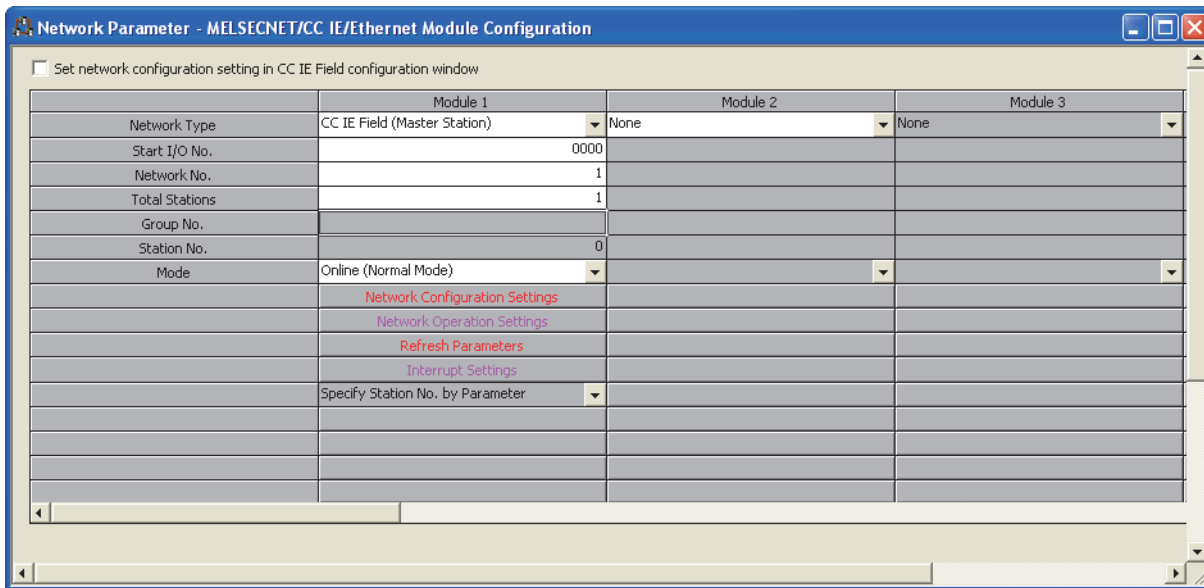 Network Parameter - MELSECNET/CC IE/Ethernet Module Configuration
Set network configuration setting in CC IE Field configuration window
Module 1 Module 2 Module 3
Network Type CC IE Field (Master Station) None None
Start I/O No. 0000
Network No. 1
Total Stations 1
Group No.
Station No. 0
Mode Online (Normal Mode)
Network Configuration Settings
Network Operation Settings
Refresh Parameters
Interrupt Settings
Specify Station No. by Parameter